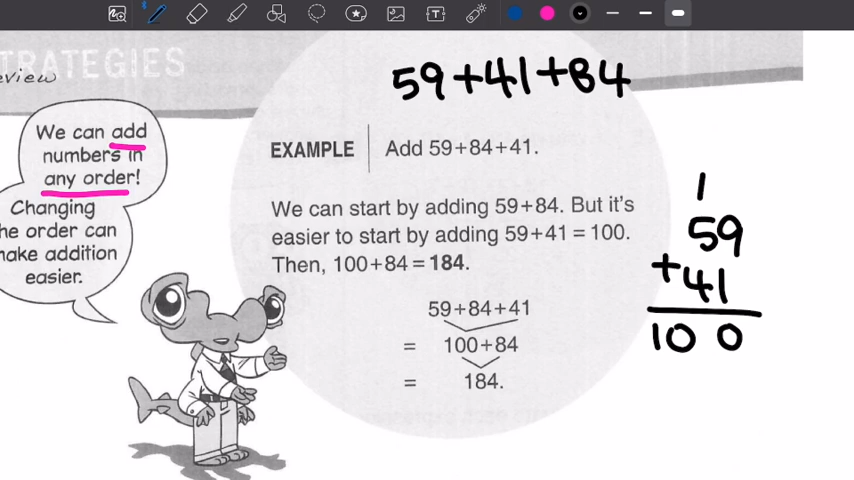 TRATEGIES
eview
59+41+84
We can add
numbers in
any order!
Changing
he order can
make addition
easier.
EXAMPLE Add 59+84+41.
We can start by adding 59+84. But it's
easier to start by adding 59+41 = 100.
Then, 100+84 = 184.
59+84+41
= 100+84
= 184.
1
59
+41
100